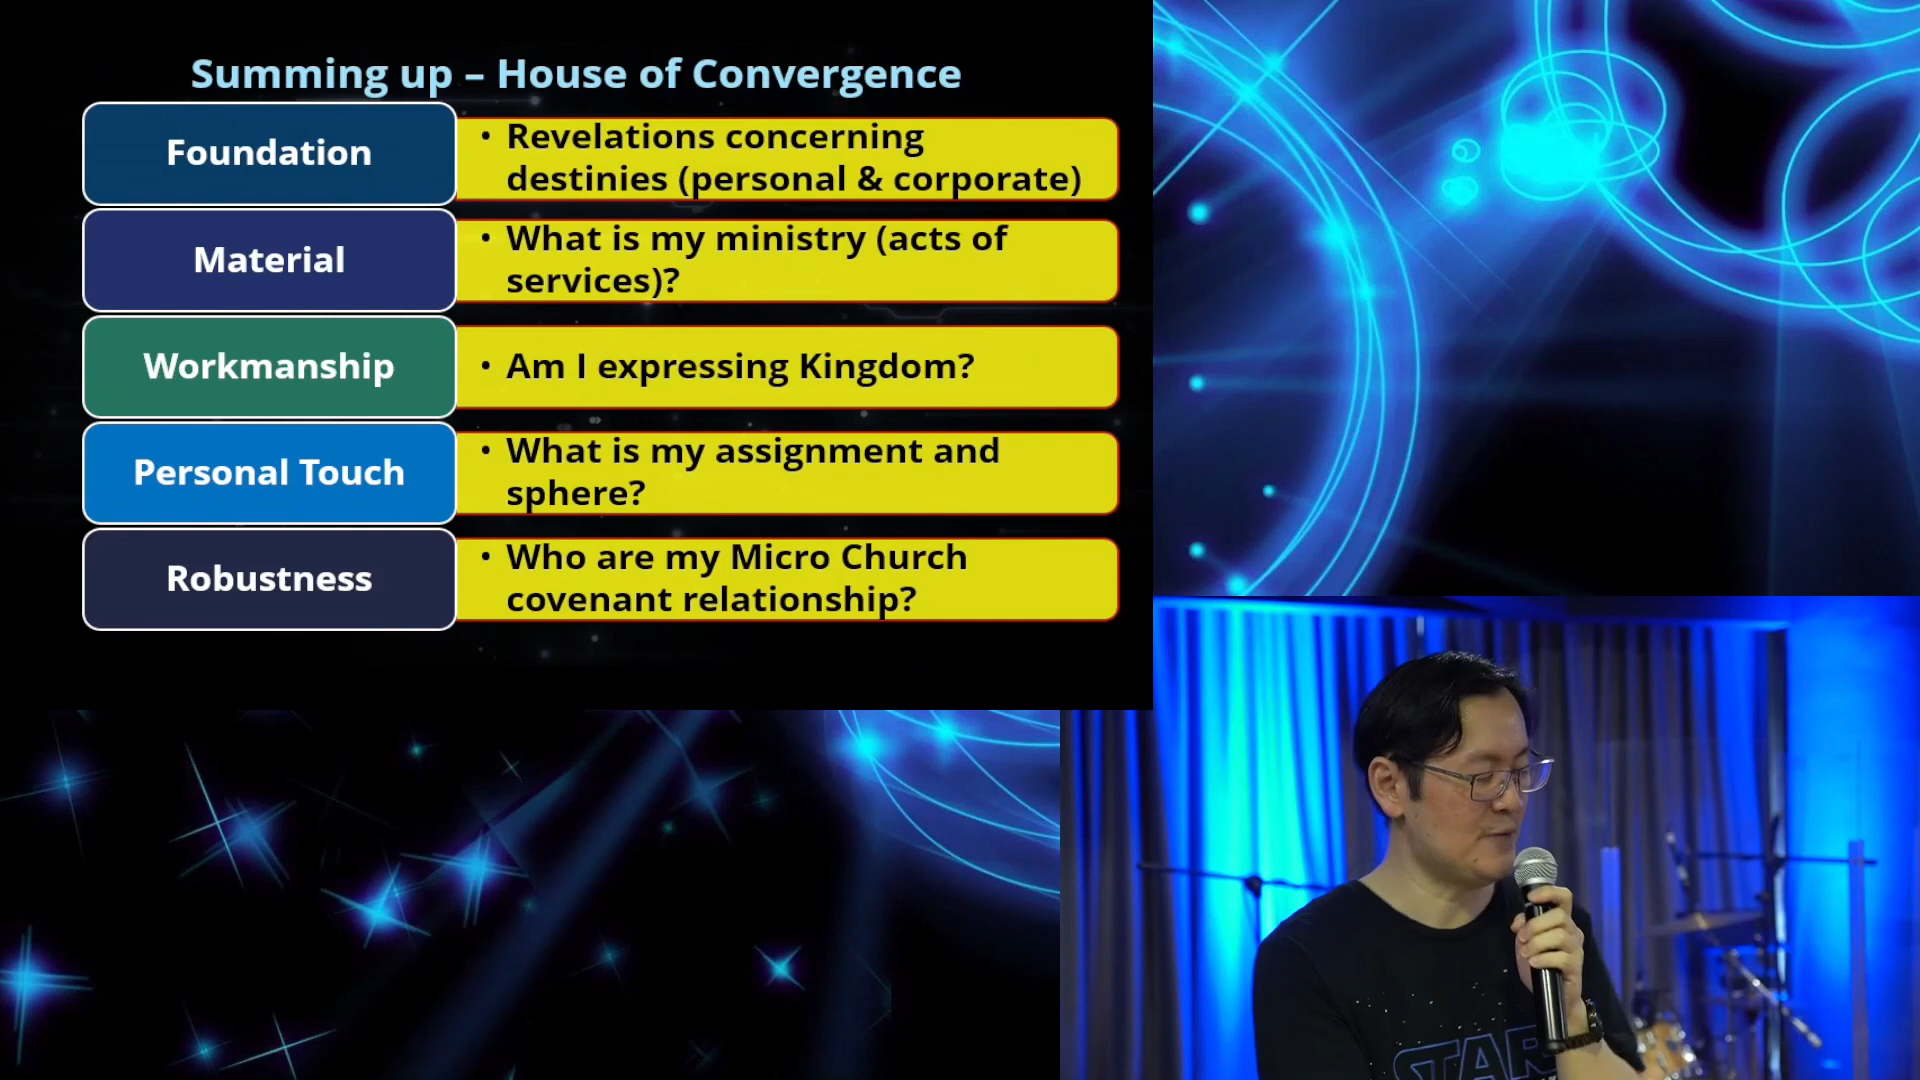 Summing up – House of Convergence
Foundation
• Revelations concerning
destinies (personal & corporate)
Material
• What is my ministry (acts of
services)?
Workmanship
• Am I expressing Kingdom?
Personal Touch
• What is my assignment and
sphere?
Robustness
• Who are my Micro Church
covenant relationship?
STAR